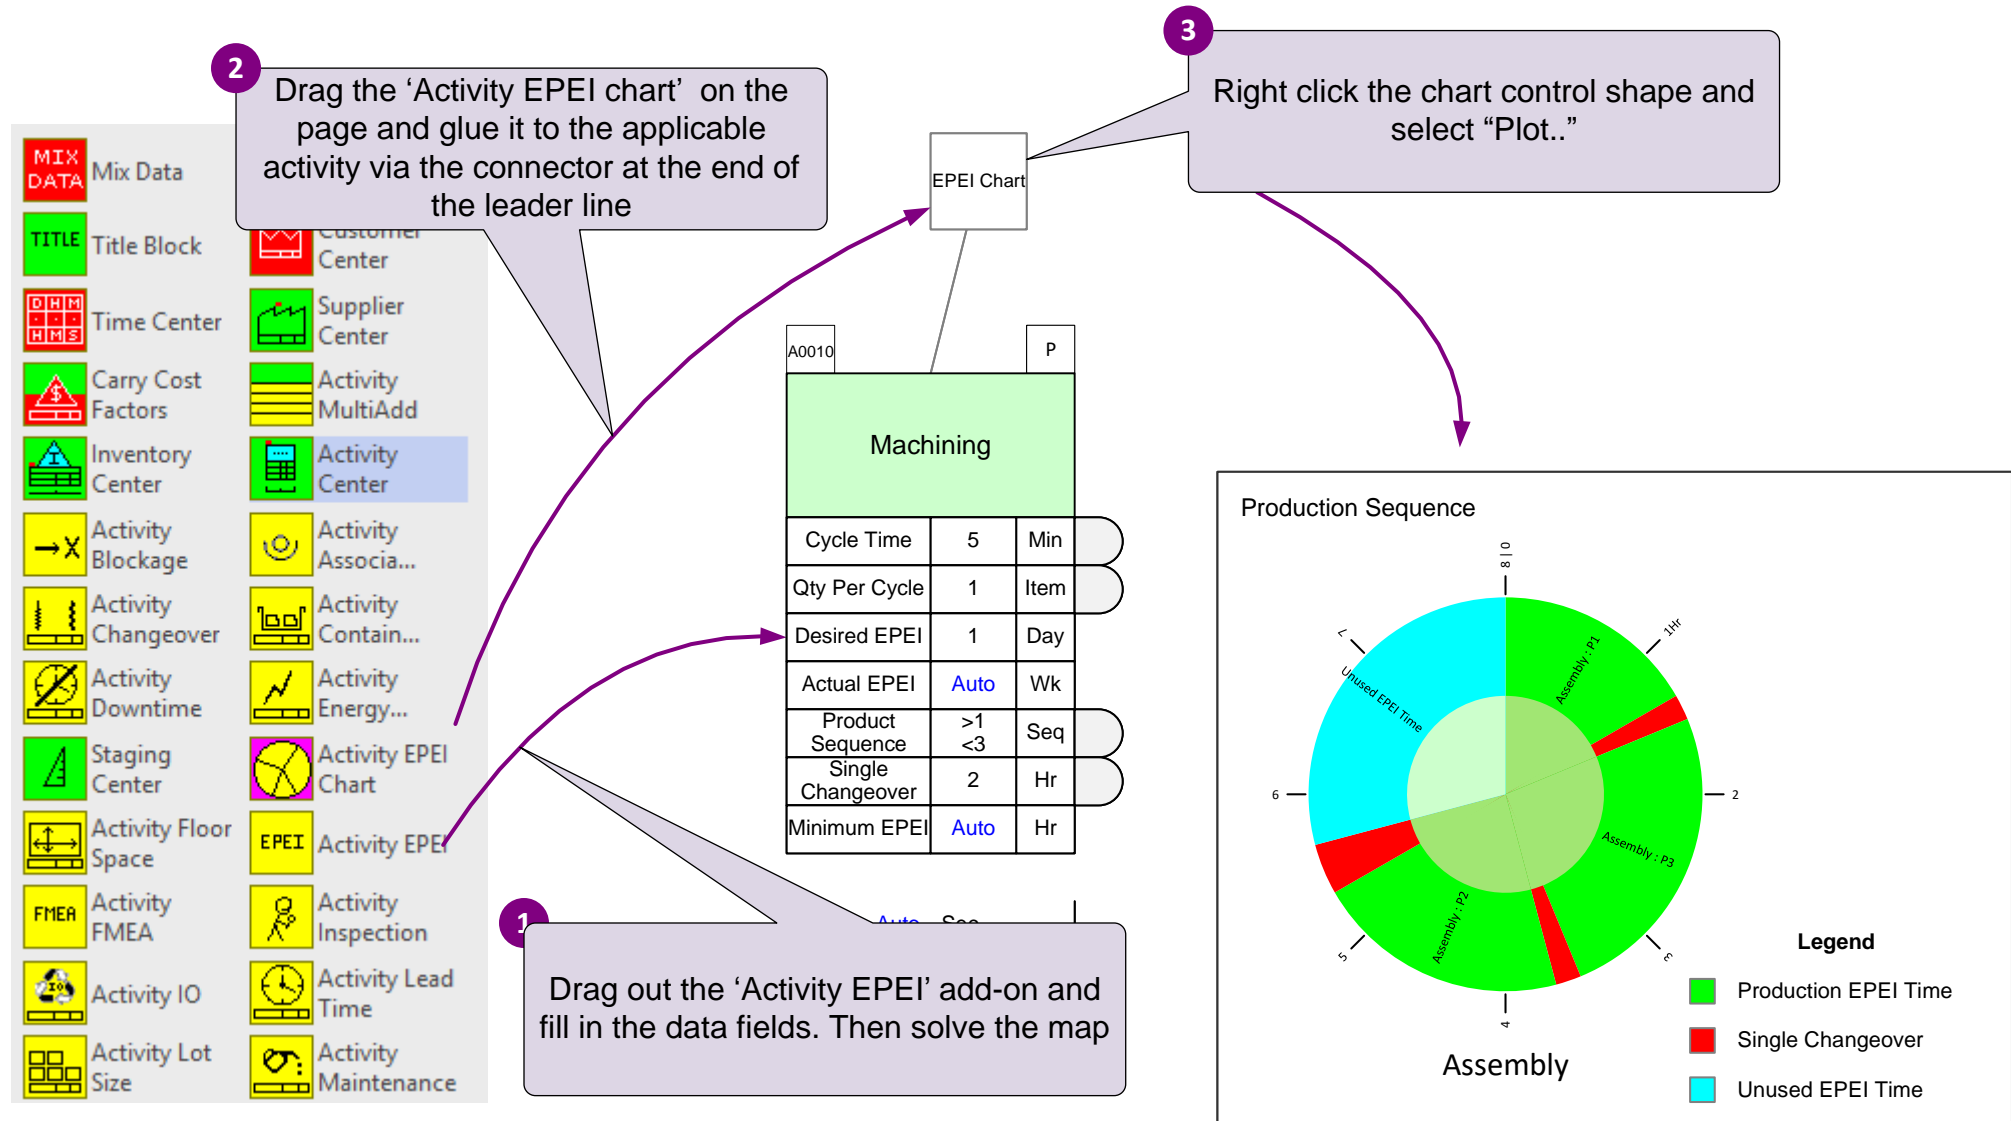 3
2
Drag the ‘Activity EPEI chart’ on the
page and glue it to the applicable
activity via the connector at the end of
the leader line
Right click the chart control shape and
select “Plot..”
MIX
DATA
Mix Data
TITLE
Title Block
Customer
Center
D H M
H M S
Time Center
Supplier
Center
$
Carry Cost
Factors
Activity
MultiAdd
I
Inventory
Center
Activity
Center
→X
Activity
Blockage
Activity
Associa...
Activity
Changeover
Activity
Contain...
Activity
Downtime
Activity
Energy...
Staging
Center
Activity EPEI
Chart
Activity Floor
Space
EPEI
Activity EPEI
FMEA
Activity
FMEA
Activity
Inspection
Activity IO
Activity Lead
Time
Activity Lot
Size
Activity
Maintenance
EPEI Chart
A0010
P
Machining
Cycle Time 5 Min
Qty Per Cycle 1 Item
Desired EPEI 1 Day
Actual EPEI Auto Wk
Product
Sequence
>1
<3
Seq
Single
Changeover
2 Hr
Minimum EPEI Auto Hr
1
Drag out the ‘Activity EPEI’ add-on and
fill in the data fields. Then solve the map
Production Sequence
8 | 0
1Hr
2
3
4
5
6
7
Assembly : P1
Assembly : P3
Assembly : P2
Unused EPEI Time
Assembly
Legend
Production EPEI Time
Single Changeover
Unused EPEI Time